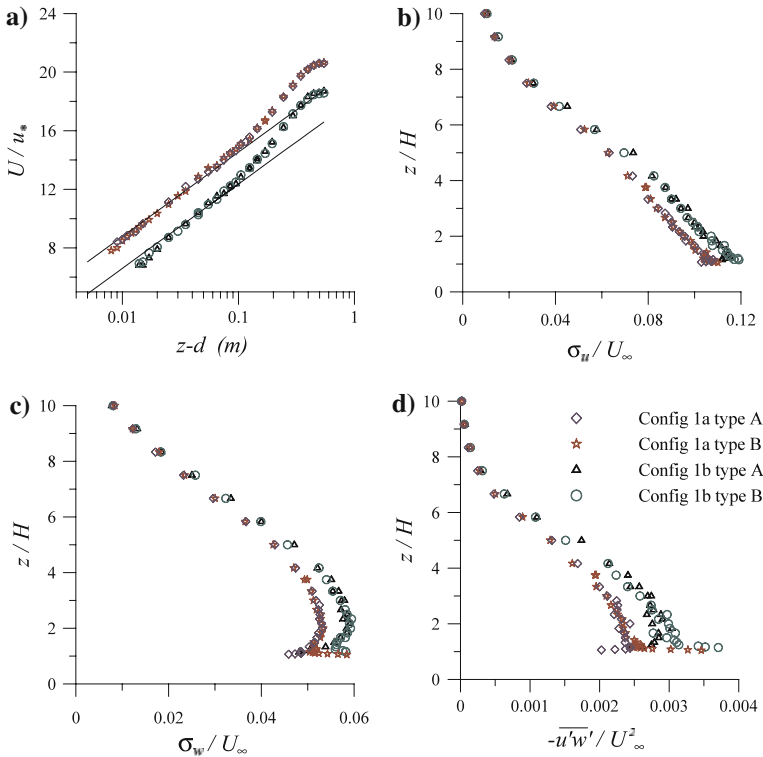 a)
24
20
16
12
8
U / u*
0.01
0.1
1
z-d (m)
b)
10
8
6
4
2
0
z / H
0
0.04
0.08
0.12
σu / U∞
c)
10
8
6
4
2
0
z / H
0
0.02
0.04
0.06
σw / U∞
d)
10
8
6
4
2
0
z / H
Config 1a type A
Config 1a type B
Config 1b type A
Config 1b type B
0
0.001
0.002
0.003
0.004
-u'w' / U²∞